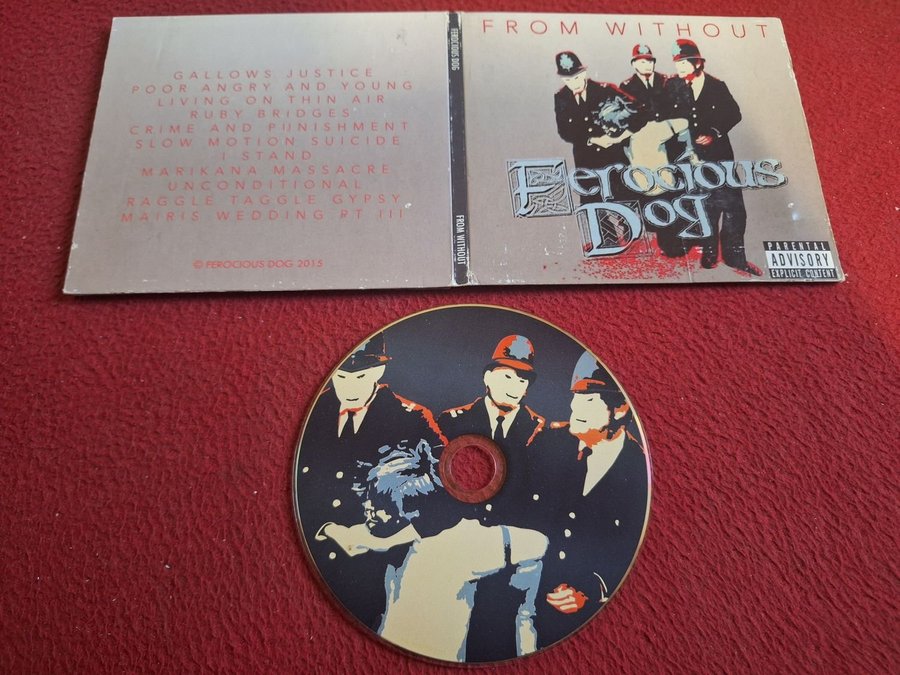 GALLOWS JUSTICE
POOR ANGRY AND YOUNG
LIVING ON THIN AIR
RUBY BRIDGES
CRIME AND PUNISHMENT
SLOW MOTION SUICIDE
I STAND
MARIKANA MASSACRE
UNCONDITIONAL
RAGGLE TAGGLE GYPSY
MAIRIS WEDDING PT III
© FEROCIOUS DOG 2015
FEROCIOUS DOG
FROM WITHOUT
FROM WITHOUT
Ferocious
Dog
PARENTAL
ADVISORY
EXPLICIT CONTENT